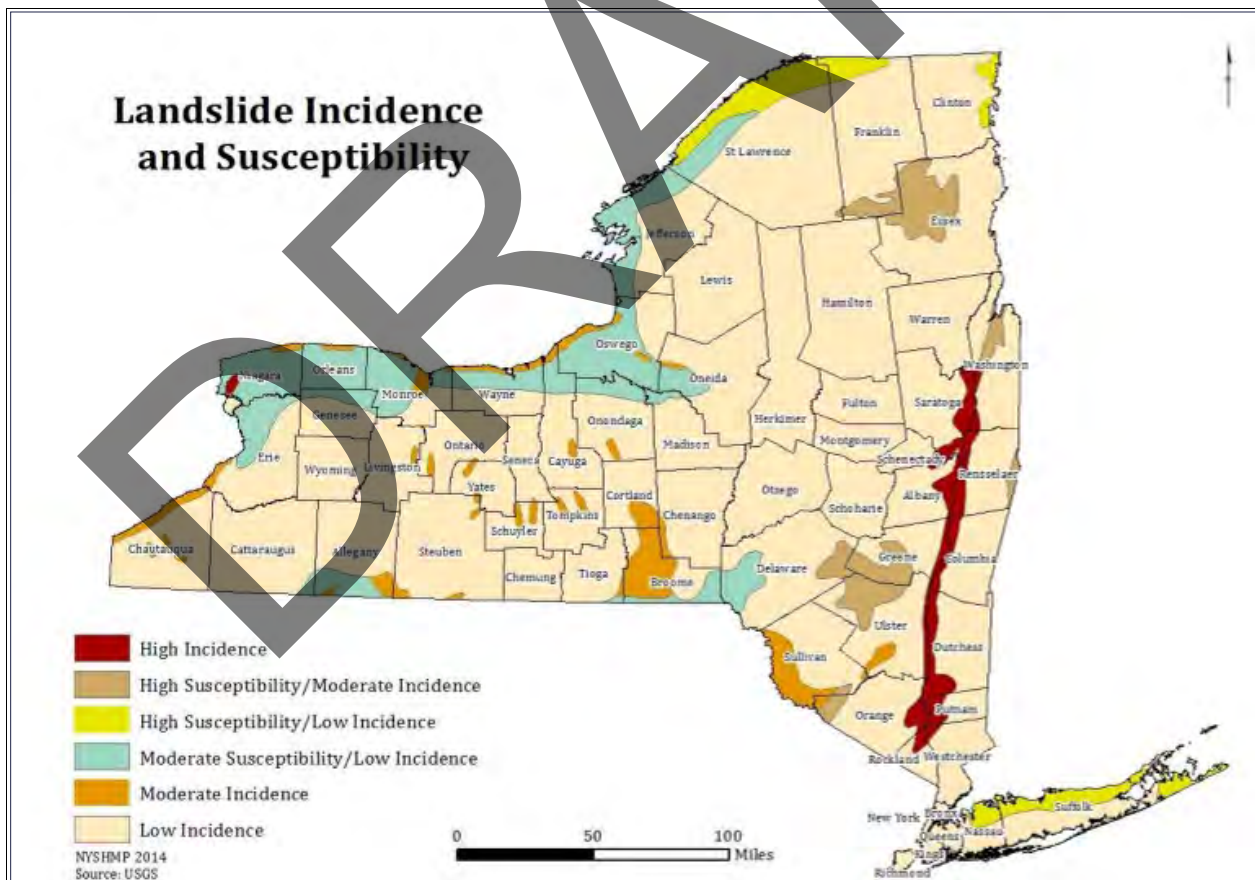 Landslide Incidence
and Susceptibility
Clinton
Franklin
St Lawrence
Essex
Jefferson
Lewis
Hamilton
Warren
Oswego
Washington
Niagara
Orleans
Oneida
Monroe
Wayne
Saratoga
Fulton
Genesee
Herkimer
Onondaga
Madison
Montgomery
Ontario
Erie
Seneca
Cayuga
Schenectady
Wyoming
Livingston
Rensselaer
Yates
Otsego
Albany
Cortland
Schoharie
Chenango
Tompkins
Schuyler
Chautauqua
Cattaraugu
Allegany
Steuben
Greene
Columbia
Delaware
Tioga
Broome
Chemung
Ulster
Dutchess
Sullivan
Putnam
Orange
Rockland
Westchester
New York
Bronx
Suffolk
Queens
Nassau
Kings
Richmond
High Incidence
High Susceptibility/Moderate Incidence
High Susceptibility/Low Incidence
Moderate Susceptibility/Low Incidence
Moderate Incidence
Low Incidence
0 50 100
Miles
NYSHMP 2014
Source: USGS